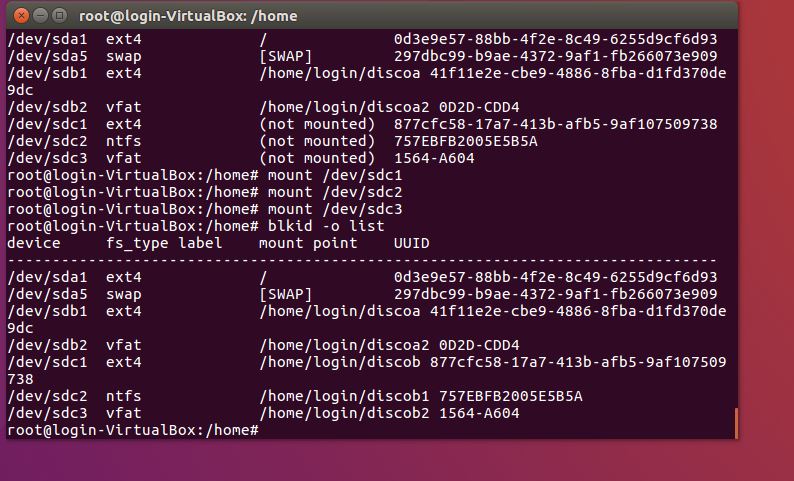 root@login-VirtualBox: /home
/dev/sda1  ext4             /              0d3e9e57-88bb-4f2e-8c49-6255d9cf6d93
/dev/sda5  swap             [SWAP]         297dbc99-b9ae-4372-9af1-fb266073e909
/dev/sdb1  ext4             /home/login/discoa 41f11e2e-cbe9-4886-8fba-d1fd370de
9dc
/dev/sdb2  vfat             /home/login/discoa2 0D2D-CDD4
/dev/sdc1  ext4             (not mounted)  877cfc58-17a7-413b-afb5-9af107509738
/dev/sdc2  ntfs             (not mounted)  757EBFB2005E5B5A
/dev/sdc3  vfat             (not mounted)  1564-A604
root@login-VirtualBox:/home# mount /dev/sdc1
root@login-VirtualBox:/home# mount /dev/sdc2
root@login-VirtualBox:/home# mount /dev/sdc3
root@login-VirtualBox:/home# blkid -o list
device     fs_type label    mount point    UUID
-------------------------------------------------------------------------------
/dev/sda1  ext4             /              0d3e9e57-88bb-4f2e-8c49-6255d9cf6d93
/dev/sda5  swap             [SWAP]         297dbc99-b9ae-4372-9af1-fb266073e909
/dev/sdb1  ext4             /home/login/discoa 41f11e2e-cbe9-4886-8fba-d1fd370de
9dc
/dev/sdb2  vfat             /home/login/discoa2 0D2D-CDD4
/dev/sdc1  ext4             /home/login/discob 877cfc58-17a7-413b-afb5-9af107509
738
/dev/sdc2  ntfs             /home/login/discob1 757EBFB2005E5B5A
/dev/sdc3  vfat             /home/login/discob2 1564-A604
root@login-VirtualBox:/home#